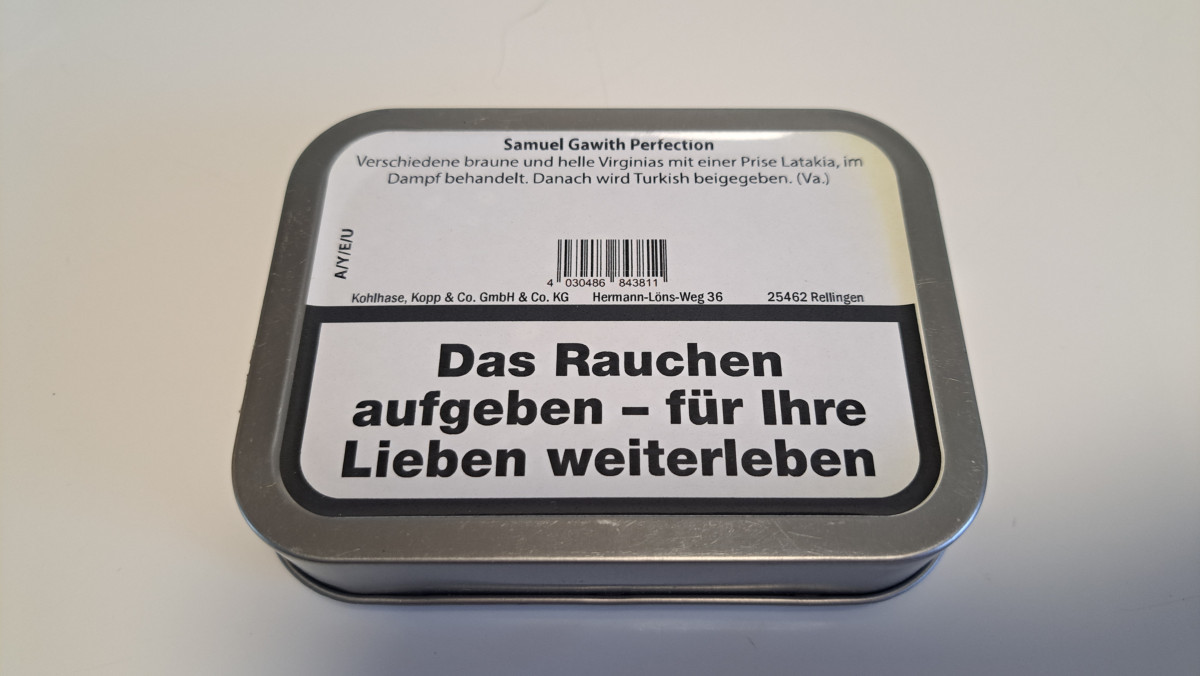 Samuel Gawith Perfection
Verschiedene braune und helle Virginias mit einer Prise Latakia, im
Dampf behandelt. Danach wird Turkish beigegeben. (Va.)
A/Y/E/U
4 030486 843811
Kohlhase, Kopp & Co. GmbH & Co. KG Hermann-Löns-Weg 36 25462 Rellingen
Das Rauchen
aufgeben – für Ihre
Lieben weiterleben